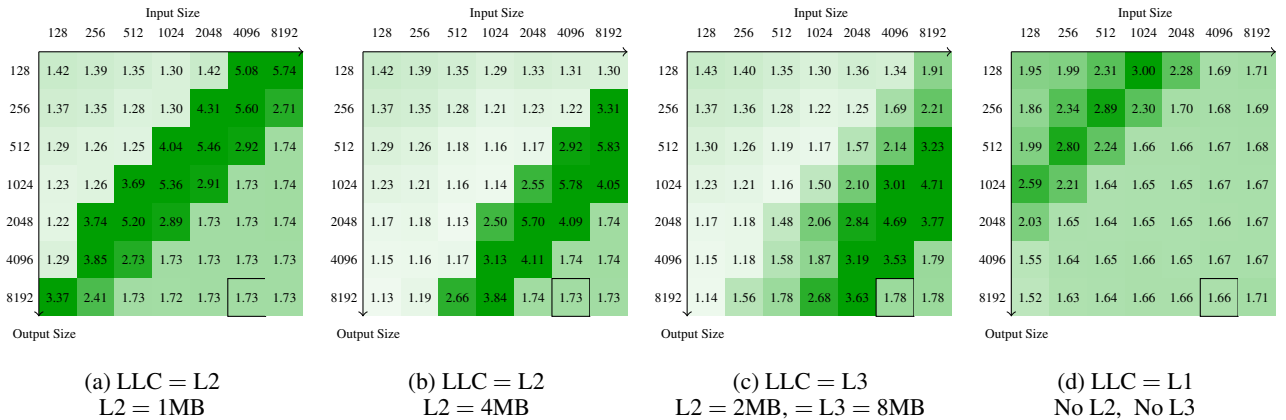 Input Size
128 256 512 1024 2048 4096 8192
128 1.42 1.39 1.35 1.30 1.42 5.08 5.74
256 1.37 1.35 1.28 1.30 4.31 5.60 2.71
512 1.29 1.26 1.25 4.04 5.46 2.92 1.74
1024 1.23 1.26 3.69 5.36 2.91 1.73 1.74
2048 1.22 3.74 5.20 2.89 1.73 1.73 1.74
4096 1.29 3.85 2.73 1.73 1.73 1.73 1.73
8192 3.37 2.41 1.73 1.72 1.73 1.73 1.73
Output Size
(a) LLC = L2
L2 = 1MB
Input Size
128 256 512 1024 2048 4096 8192
128 1.42 1.39 1.35 1.29 1.33 1.31 1.30
256 1.37 1.35 1.28 1.21 1.23 1.22 3.31
512 1.29 1.26 1.18 1.16 1.17 2.92 5.83
1024 1.23 1.21 1.16 1.14 2.55 5.78 4.05
2048 1.17 1.18 1.13 2.50 5.70 4.09 1.74
4096 1.15 1.16 1.17 3.13 4.11 1.74 1.74
8192 1.13 1.19 2.66 3.84 1.74 1.73 1.73
Output Size
(b) LLC = L2
L2 = 4MB
Input Size
128 256 512 1024 2048 4096 8192
128 1.43 1.40 1.35 1.30 1.36 1.34 1.91
256 1.37 1.36 1.28 1.22 1.25 1.69 2.21
512 1.30 1.26 1.19 1.17 1.57 2.14 3.23
1024 1.23 1.21 1.16 1.50 2.10 3.01 4.71
2048 1.17 1.18 1.48 2.06 2.84 4.69 3.77
4096 1.15 1.18 1.58 1.87 3.19 3.53 1.79
8192 1.14 1.56 1.78 2.68 3.63 1.78 1.78
Output Size
(c) LLC = L3
L2 = 2MB, = L3 = 8MB
Input Size
128 256 512 1024 2048 4096 8192
128 1.95 1.99 2.31 3.00 2.28 1.69 1.71
256 1.86 2.34 2.89 2.30 1.70 1.68 1.69
512 1.99 2.80 2.24 1.66 1.66 1.67 1.68
1024 2.59 2.21 1.64 1.65 1.65 1.67 1.67
2048 2.03 1.65 1.64 1.65 1.65 1.66 1.67
4096 1.55 1.64 1.65 1.66 1.66 1.67 1.67
8192 1.52 1.63 1.64 1.66 1.66 1.66 1.71
Output Size
(d) LLC = L1
No L2, No L3